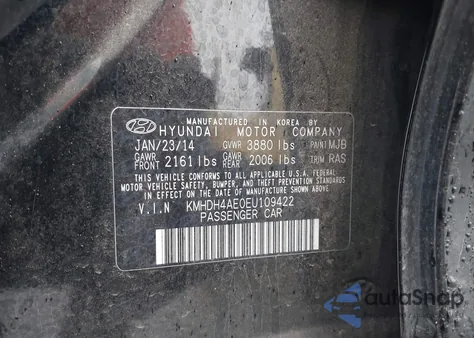 MANUFACTURED IN KOREA BY
HYUNDAI MOTOR COMPANY
JAN/23/14 GVWR 3880 lbs PAINT MJB
GAWR FRONT 2161 lbs GAWR REAR 2006 lbs TRIM RAS
THIS VEHICLE CONFORMS TO ALL APPLICABLE U.S.A. FEDERAL
MOTOR VEHICLE SAFETY, BUMPER, AND THEFT PREVENTION
STANDARDS IN EFFECT ON THE DATE OF
MANUFACTURE SHOWN ABOVE.
V.I.N KMHDH4AE0EU109422
PASSENGER CAR
autoSnap